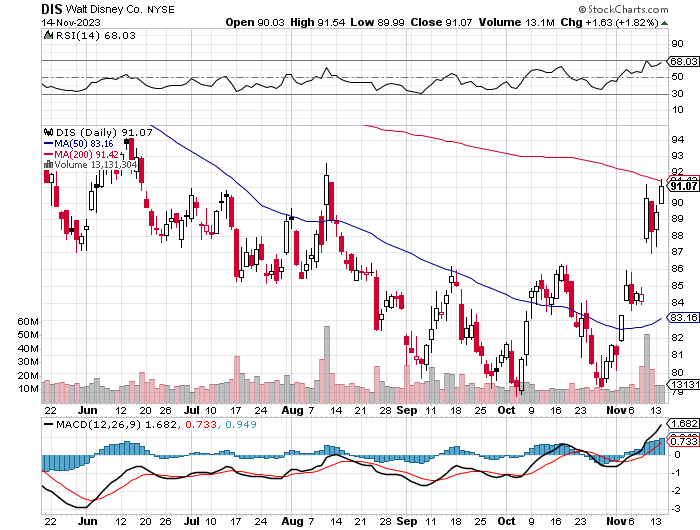 DIS Walt Disney Co. NYSE © StockCharts.com
14-Nov-2023 Open 90.03 High 91.54 Low 89.99 Close 91.07 Volume 13.1M Chg +1.63 (+1.82%)
RSI(14) 68.03
90
68.03
50
30
10
DIS (Daily) 91.07
MA(50) 83.16
MA(200) 91.42
Volume 13,131,304
94
93
92
91.07
90
89
88
87
86
85
84
83.16
82
81
80
79
13131
60M
50M
40M
30M
20M
10M
22 Jun 12 20 26 Jul 10 17 24 Aug 7 14 21 28 Sep 11 18 25 Oct 9 16 23 Nov 6 13
MACD(12,26,9) 1.682, 0.733, 0.949
1.682
0.733
0
-1
-2
-3
22 Jun 12 20 26 Jul 10 17 24 Aug 7 14 21 28 Sep 11 18 25 Oct 9 16 23 Nov 6 13